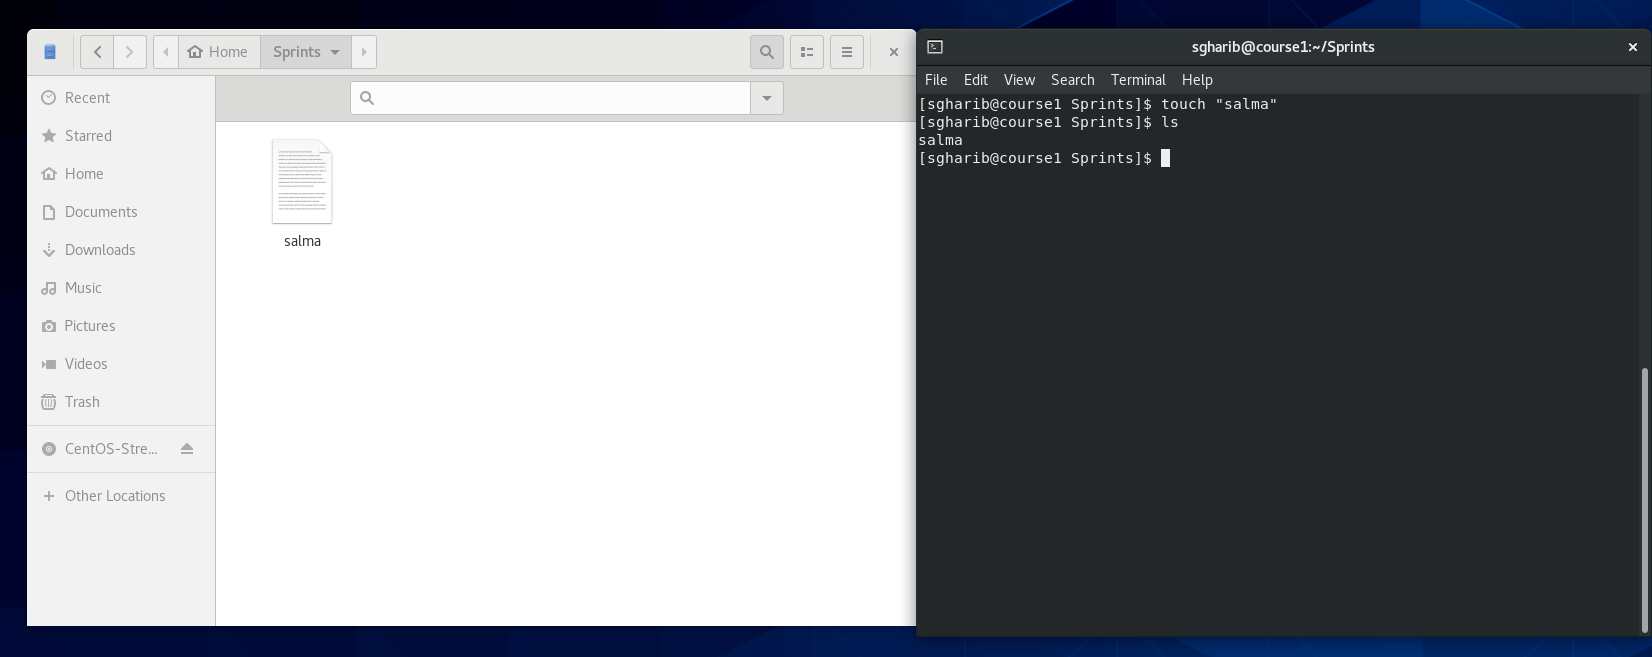 Home
Sprints
Recent
Starred
Home
Documents
Downloads
Music
Pictures
Videos
Trash
CentOS-Stre...
Other Locations
salma
sgharib@course1:~/Sprints
File Edit View Search Terminal Help
[sgharib@course1 Sprints]$ touch "salma"
[sgharib@course1 Sprints]$ ls
salma
[sgharib@course1 Sprints]$